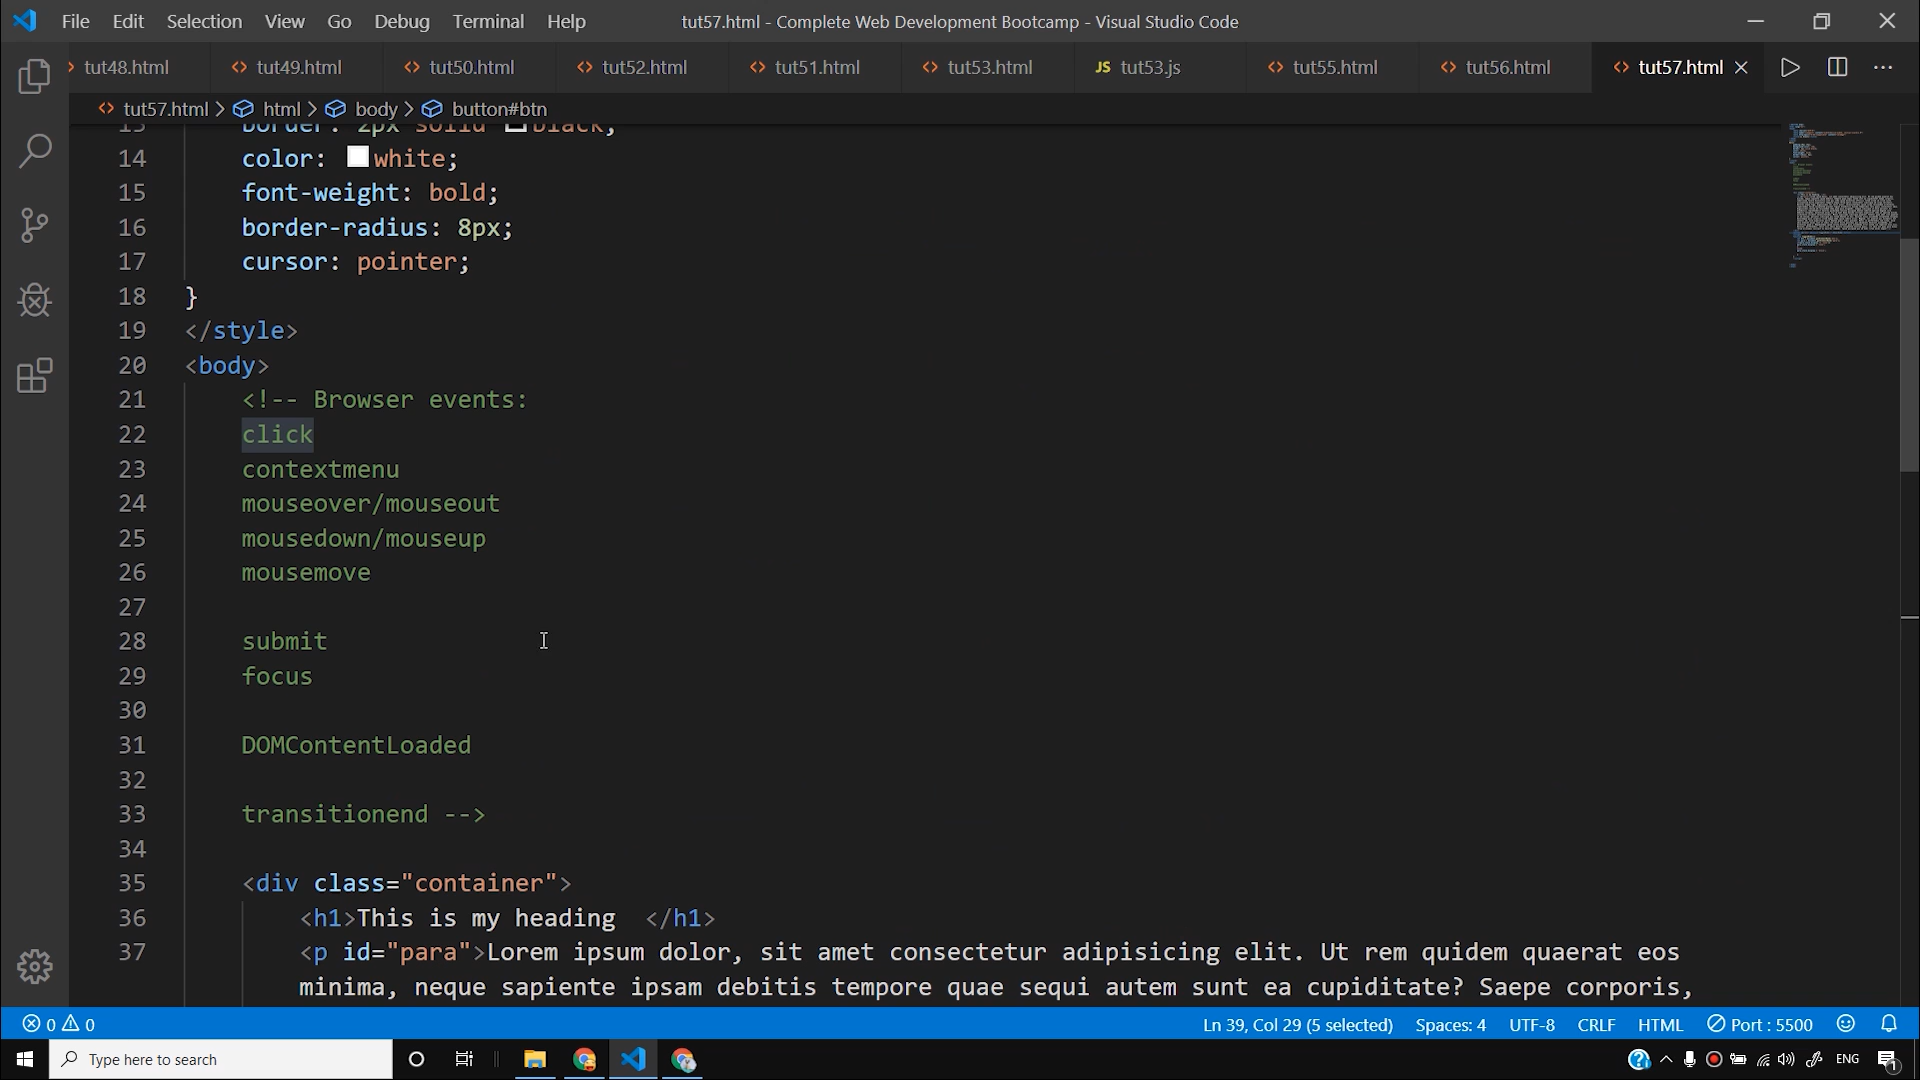 File Edit Selection View Go Debug Terminal Help tut57.html - Complete Web Development Bootcamp - Visual Studio Code
tut48.html tut49.html tut50.html tut52.html tut51.html tut53.html JS tut53.js tut55.html tut56.html tut57.html
tut57.html > html > body > button#btn
13 border: 2px solid black;
14 color: white;
15 font-weight: bold;
16 border-radius: 8px;
17 cursor: pointer;
18 }
19 </style>
20 <body>
21 <!-- Browser events:
22 click
23 contextmenu
24 mouseover/mouseout
25 mousedown/mouseup
26 mousemove
27
28 submit
29 focus
30
31 DOMContentLoaded
32
33 transitionend -->
34
35 <div class="container">
36 <h1>This is my heading  </h1>
37 <p id="para">Lorem ipsum dolor, sit amet consectetur adipisicing elit. Ut rem quidem quaerat eos
minima, neque sapiente ipsam debitis tempore quae sequi autem sunt ea cupiditate? Saepe corporis,
0 0 Ln 39, Col 29 (5 selected) Spaces: 4 UTF-8 CRLF HTML Port : 5500
Type here to search ENG 1